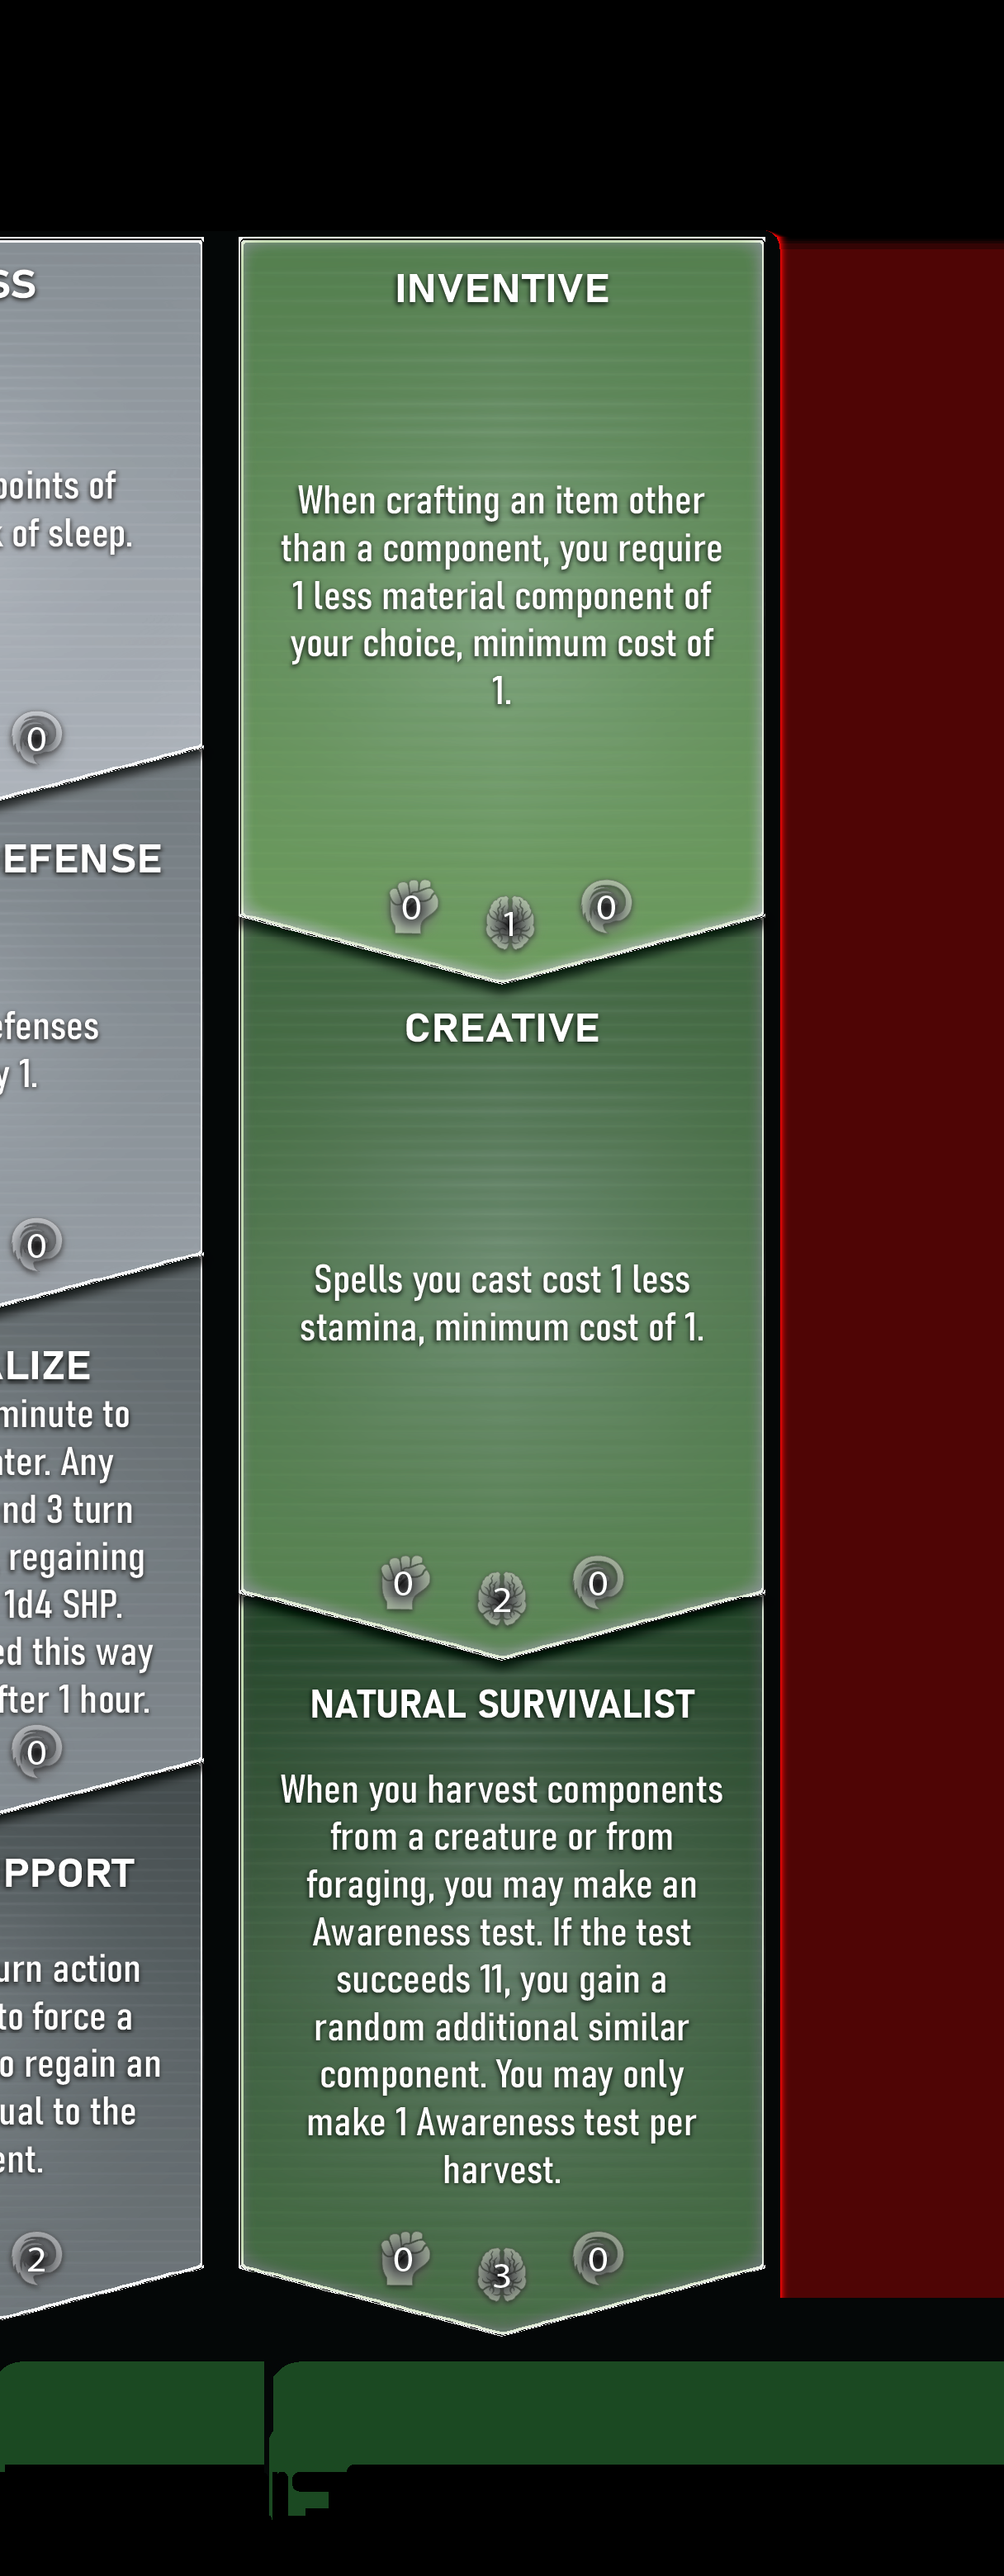 SS
points of
of sleep.
0
EFENSE
efenses
y 1.
0
ALIZE
minute to
ater. Any
nd 3 turn
regaining
1d4 SHP.
ed this way
fter 1 hour.
0
PPORT
urn action
to force a
o regain an
ual to the
ent.
2
INVENTIVE
When crafting an item other
than a component, you require
1 less material component of
your choice, minimum cost of
1.
0 1 0
CREATIVE
Spells you cast cost 1 less
stamina, minimum cost of 1.
0 2 0
NATURAL SURVIVALIST
When you harvest components
from a creature or from
foraging, you may make an
Awareness test. If the test
succeeds 11, you gain a
random additional similar
component. You may only
make 1 Awareness test per
harvest.
0 3 0